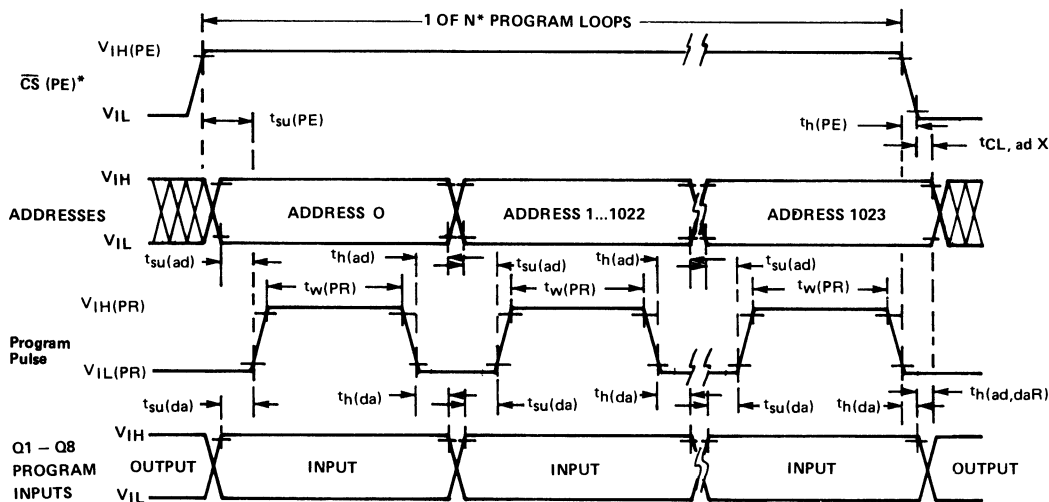 1 OF N* PROGRAM LOOPS
VIH(PE)
CS (PE)*
VIL
tsu(PE)
th(PE)
tCL, ad X
VIH
ADDRESSES
ADDRESS 0
ADDRESS 1...1022
ADDRESS 1023
VIL
tsu(ad)
th(ad)
tsu(ad)
th(ad)
tsu(ad)
tw(PR)
tw(PR)
tw(PR)
VIH(PR)
Program
Pulse
VIL(PR)
tsu(da)
th(da)
tsu(da)
th(da)
tsu(da)
th(da)
th(ad,daR)
VIH
Q1 – Q8
PROGRAM
INPUTS
OUTPUT
INPUT
INPUT
INPUT
OUTPUT
VIL